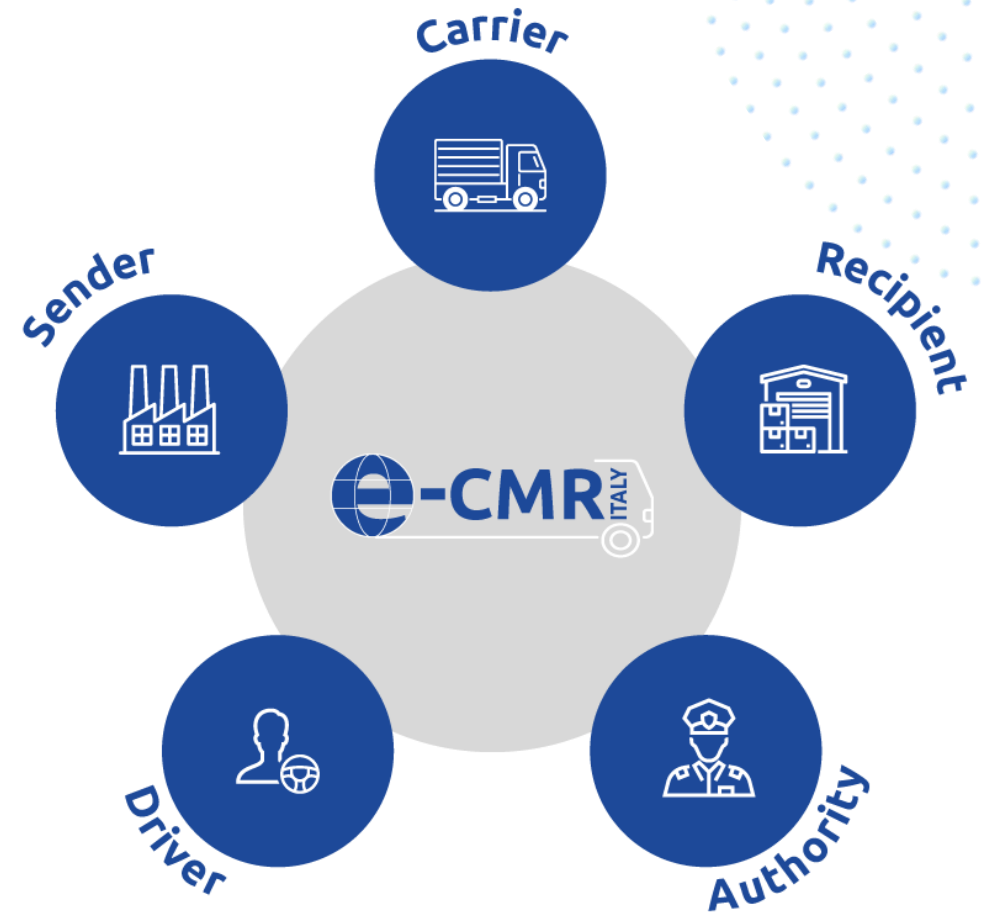 Carrier
Sender
Recipient
e-CMR ITALY
Driver
Authority